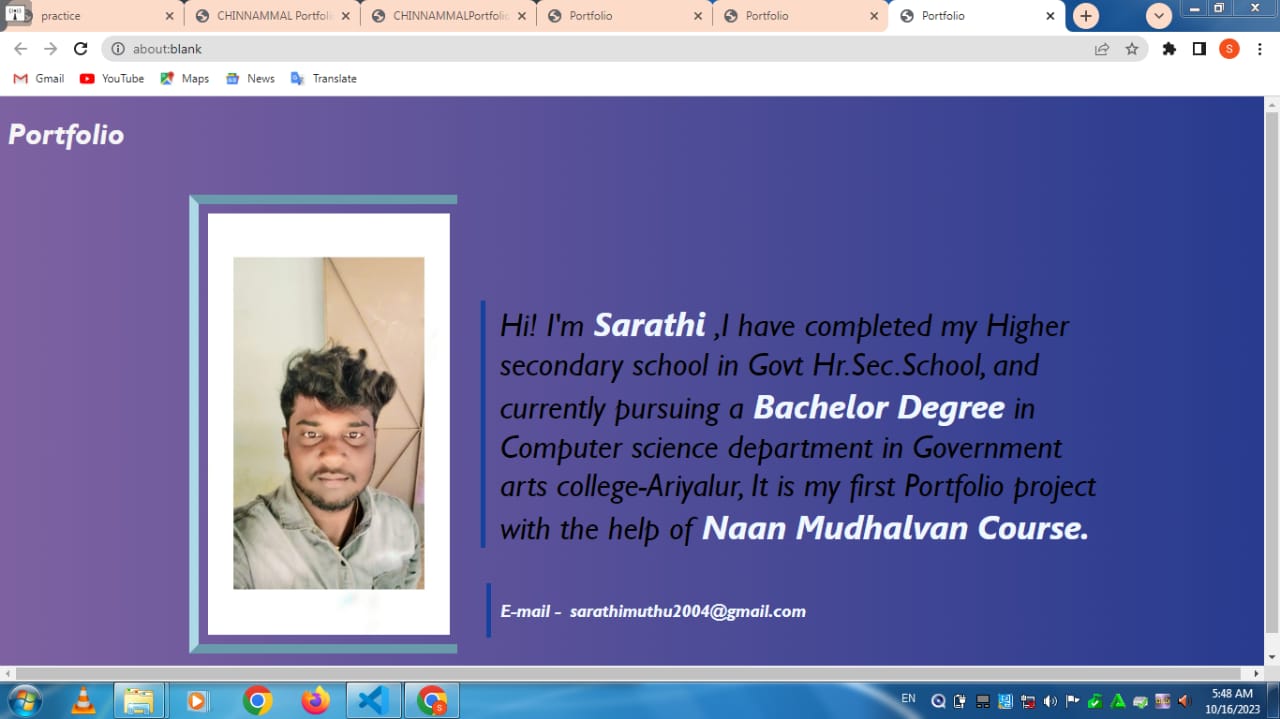 practice
CHINNAMMAL Portfoli
CHINNAMMALPortfolio
Portfolio
Portfolio
Portfolio
about:blank
S
Gmail
YouTube
Maps
News
Translate
Portfolio
Hi! I'm Sarathi ,I have completed my Higher
secondary school in Govt Hr.Sec.School, and
currently pursuing a Bachelor Degree in
Computer science department in Government
arts college-Ariyalur, It is my first Portfolio project
with the help of Naan Mudhalvan Course.
E-mail - sarathimuthu2004@gmail.com
EN
5:48 AM
10/16/2023